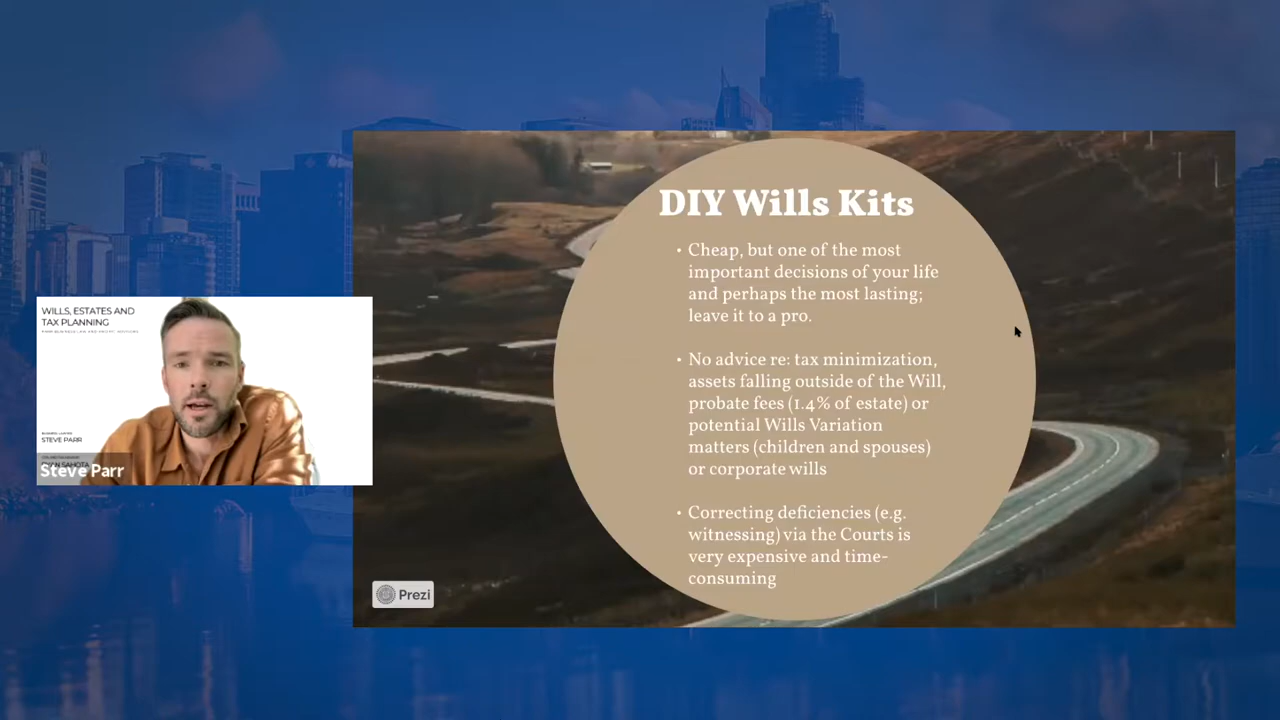 DIY Wills Kits
• Cheap, but one of the most
important decisions of your life
and perhaps the most lasting;
leave it to a pro.
• No advice re: tax minimization,
assets falling outside of the Will,
probate fees (1.4% of estate) or
potential Wills Variation
matters (children and spouses)
or corporate wills
• Correcting deficiencies (e.g.
witnessing) via the Courts is
very expensive and time-
consuming
Prezi
WILLS, ESTATES AND
TAX PLANNING
STEVE PARR
Steve Parr